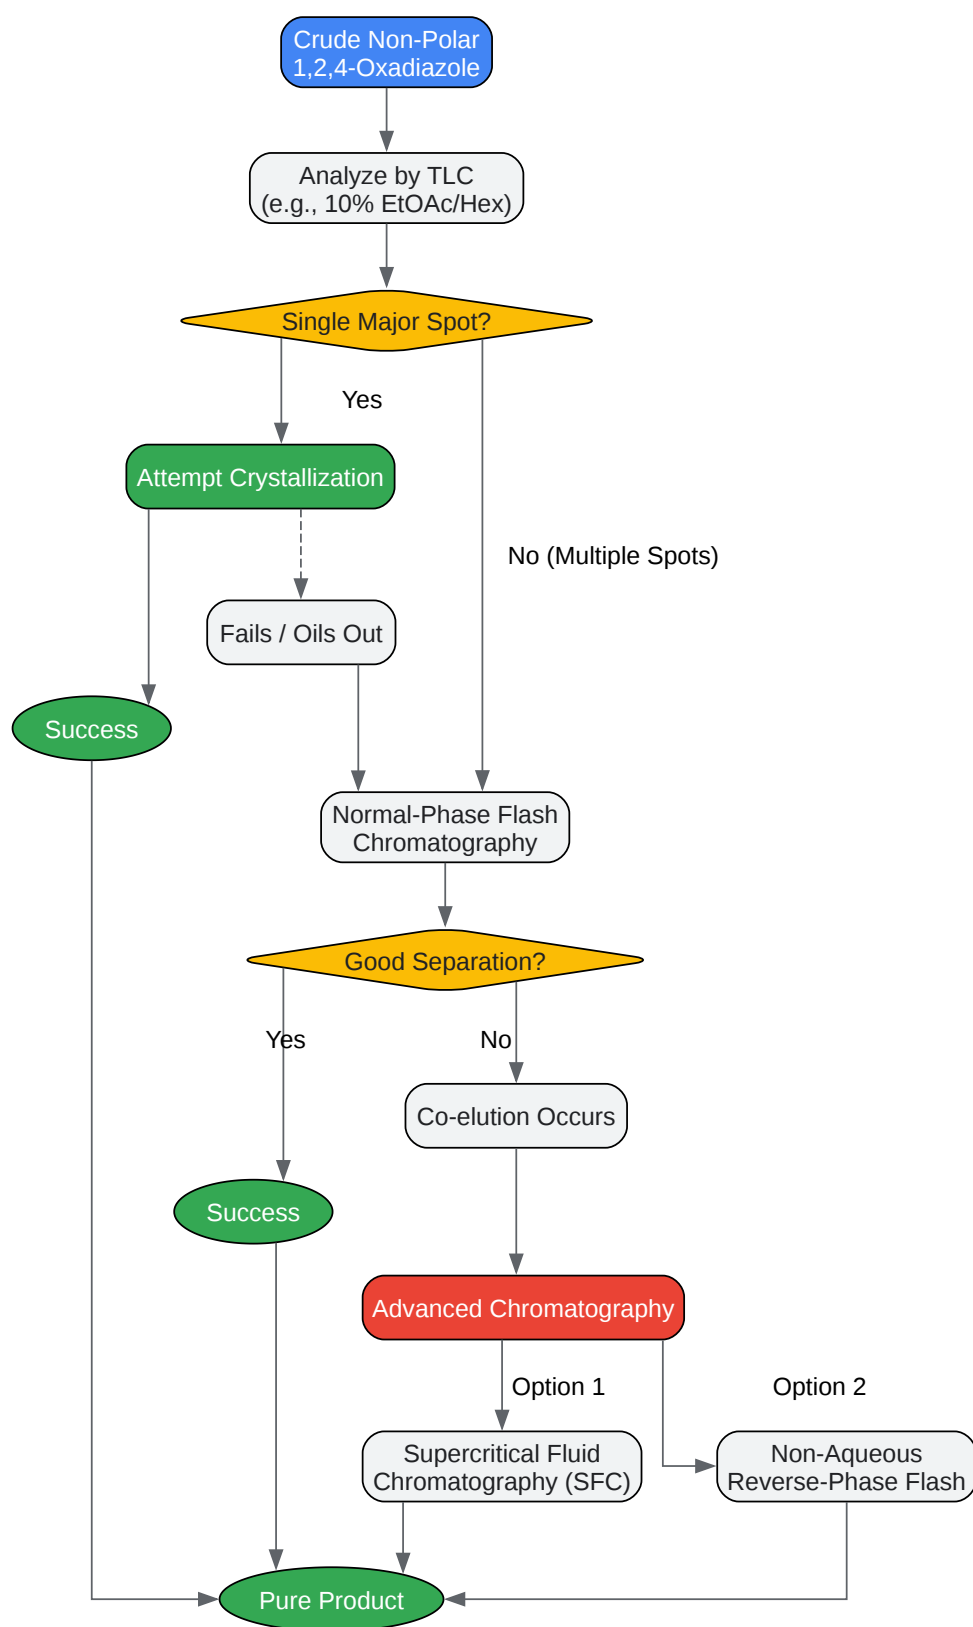 Crude Non-Polar
1,2,4-Oxadiazole
Analyze by TLC
(e.g., 10% EtOAc/Hex)
Single Major Spot?
Yes
Attempt Crystallization
No (Multiple Spots)
Fails / Oils Out
Success
Normal-Phase Flash
Chromatography
Good Separation?
Yes
No
Co-elution Occurs
Success
Advanced Chromatography
Option 1
Option 2
Supercritical Fluid
Chromatography (SFC)
Non-Aqueous
Reverse-Phase Flash
Pure Product